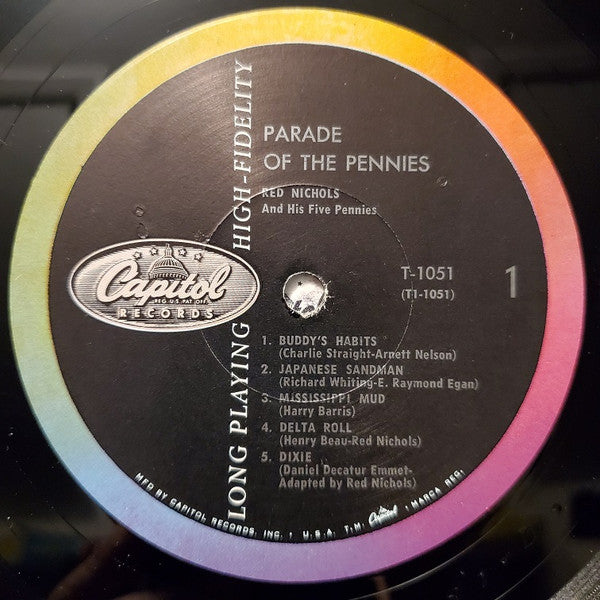 PARADE
OF THE PENNIES
RED NICHOLS
And His Five Pennies
LONG PLAYING HIGH-FIDELITY
Capitol
REG. U.S. PAT. OFF.
RECORDS
T-1051
(T1-1051)
1
1. BUDDY'S HABITS
(Charlie Straight-Arnett Nelson)
2. JAPANESE SANDMAN
(Richard Whiting-E. Raymond Egan)
3. MISSISSIPPI MUD
(Harry Barris)
4. DELTA ROLL
(Henry Beau-Red Nichols)
5. DIXIE
(Daniel Decatur Emmet-
Adapted by Red Nichols)
MFD BY CAPITOL RECORDS, INC. • U.S.A. T.M. Capitol • MARCA REG.